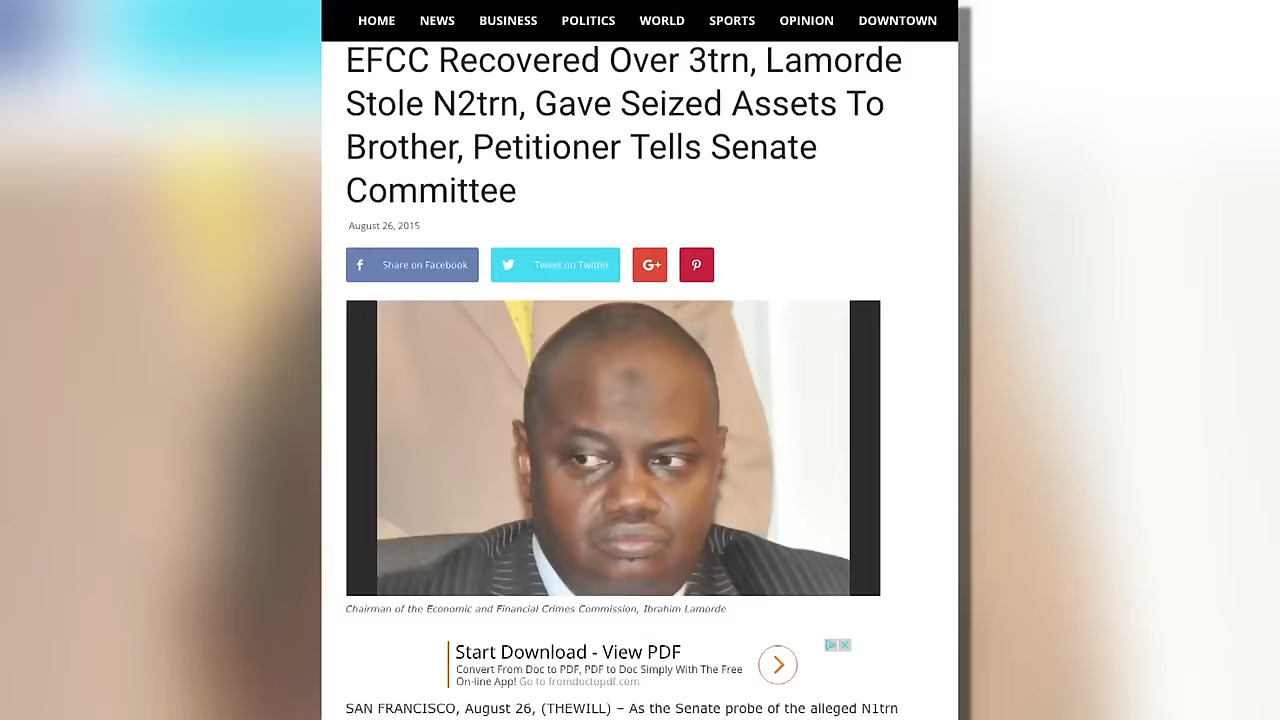 HOME NEWS BUSINESS POLITICS WORLD SPORTS OPINION DOWNTOWN
EFCC Recovered Over 3trn, Lamorde
Stole N2trn, Gave Seized Assets To
Brother, Petitioner Tells Senate
Committee
August 26, 2015
Share on Facebook Tweet on Twitter G+
Chairman of the Economic and Financial Crimes Commission, Ibrahim Lamorde
Start Download - View PDF
Convert From Doc to PDF, PDF to Doc Simply With The Free
On-line App! Go to fromdoctopdf.com
SAN FRANCISCO, August 26, (THEWILL) – As the Senate probe of the alleged N1trn